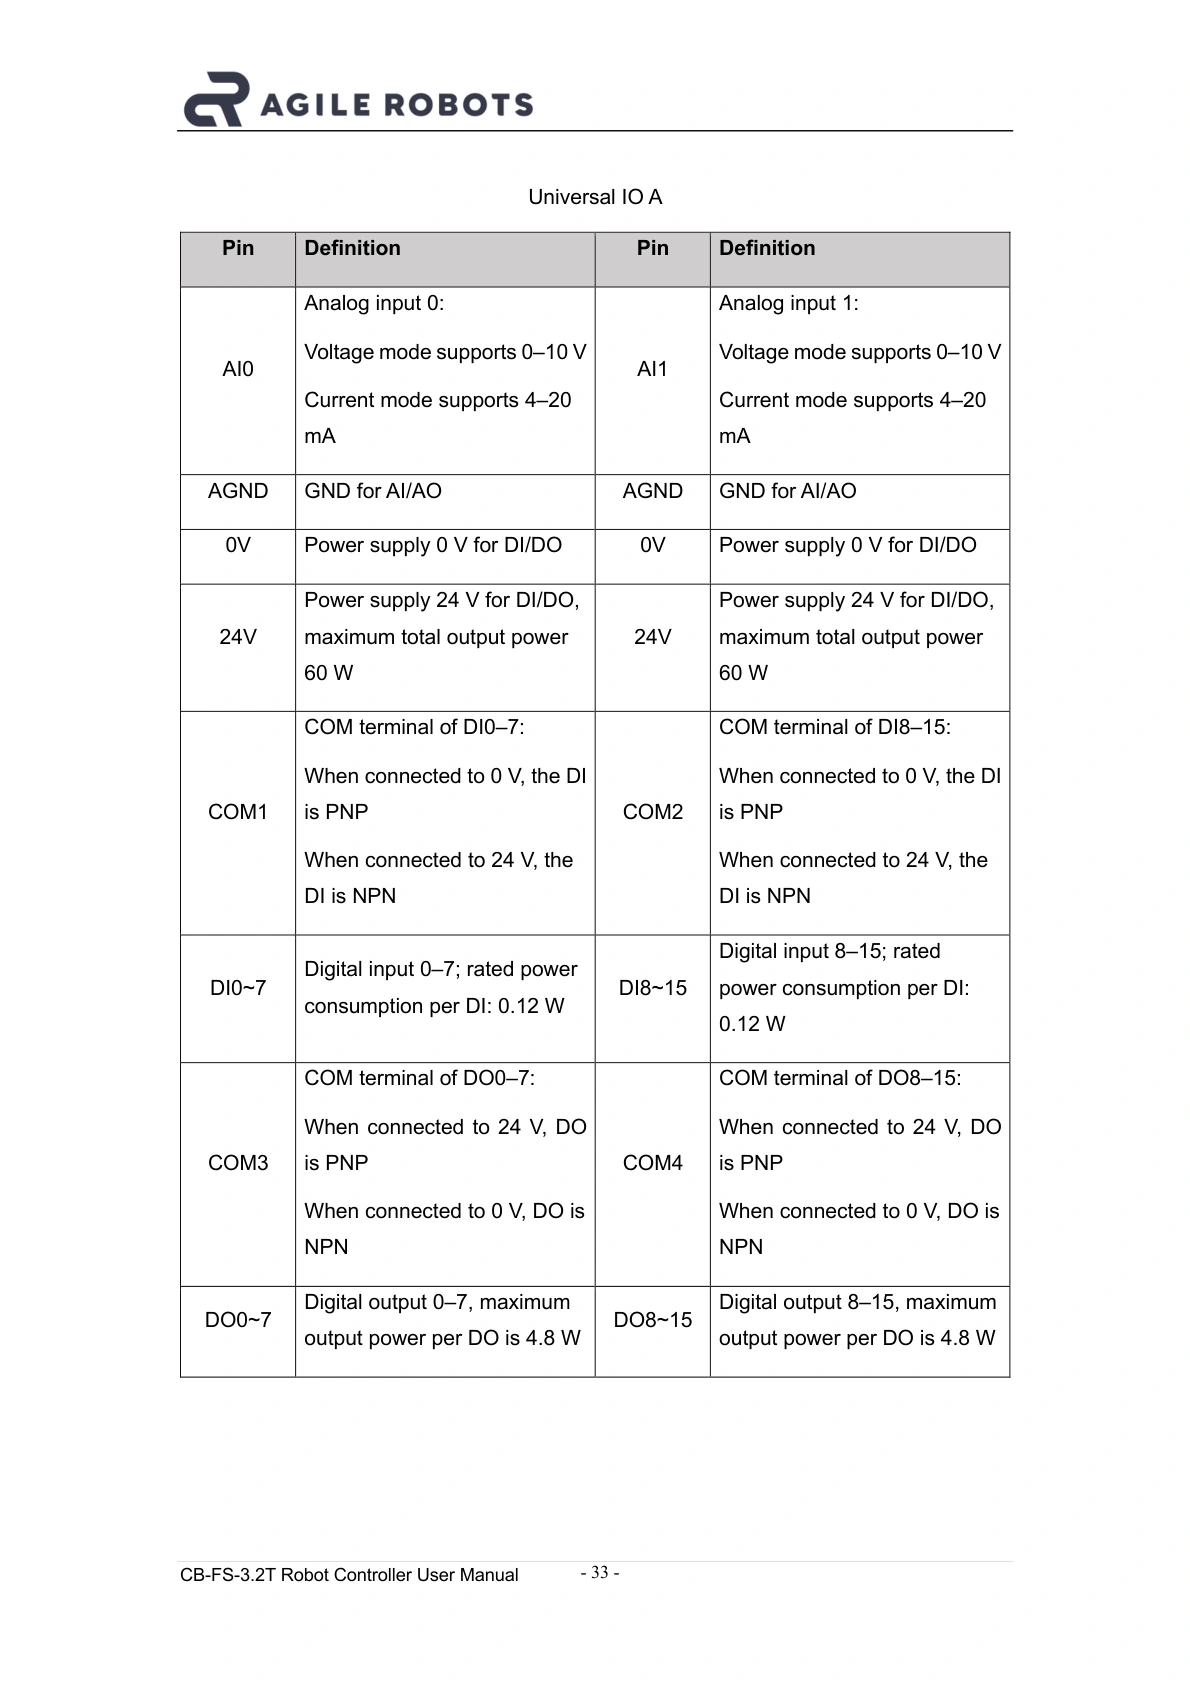 AGILE ROBOTS
Universal IO A
Pin Definition Pin Definition
AI0
Analog input 0:
Voltage mode supports 0–10 V
Current mode supports 4–20
mA
AI1
Analog input 1:
Voltage mode supports 0–10 V
Current mode supports 4–20
mA
AGND GND for AI/AO AGND GND for AI/AO
0V Power supply 0 V for DI/DO 0V Power supply 0 V for DI/DO
24V
Power supply 24 V for DI/DO,
maximum total output power
60 W
24V
Power supply 24 V for DI/DO,
maximum total output power
60 W
COM1
COM terminal of DI0–7:
When connected to 0 V, the DI
is PNP
When connected to 24 V, the
DI is NPN
COM2
COM terminal of DI8–15:
When connected to 0 V, the DI
is PNP
When connected to 24 V, the
DI is NPN
DI0~7
Digital input 0–7; rated power
consumption per DI: 0.12 W
DI8~15
Digital input 8–15; rated
power consumption per DI:
0.12 W
COM3
COM terminal of DO0–7:
When connected to 24 V, DO
is PNP
When connected to 0 V, DO is
NPN
COM4
COM terminal of DO8–15:
When connected to 24 V, DO
is PNP
When connected to 0 V, DO is
NPN
DO0~7
Digital output 0–7, maximum
output power per DO is 4.8 W
DO8~15
Digital output 8–15, maximum
output power per DO is 4.8 W
CB-FS-3.2T Robot Controller User Manual - 33 -